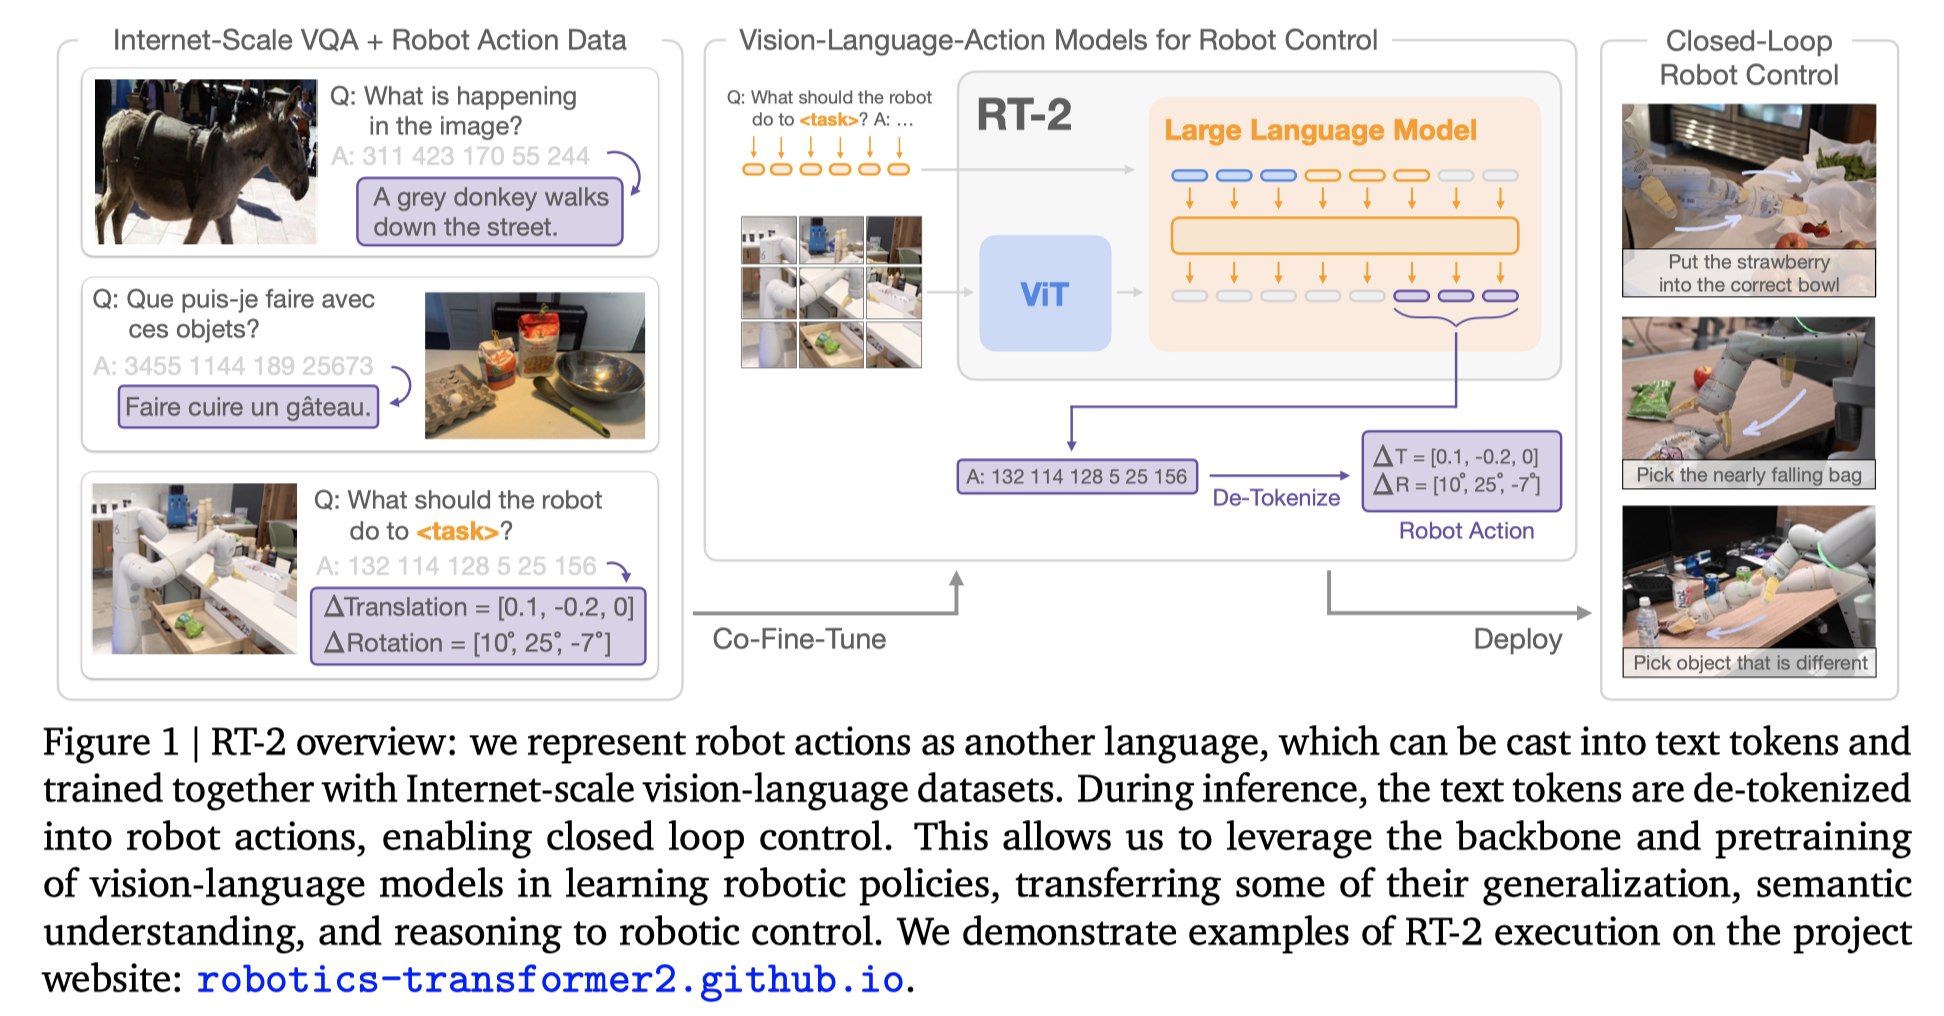 Internet-Scale VQA + Robot Action Data
Q: What is happening
in the image?
A: 311 423 170 55 244
A grey donkey walks
down the street.
Q: Que puis-je faire avec
ces objets?
A: 3455 1144 189 25673
Faire cuire un gâteau.
Q: What should the robot
do to <task>?
A: 132 114 128 5 25 156
ΔTranslation = [0.1, -0.2, 0]
ΔRotation = [10°, 25°, -7°]
Co-Fine-Tune
Vision-Language-Action Models for Robot Control
Q: What should the robot
do to <task>? A: ...
RT-2
Large Language Model
ViT
A: 132 114 128 5 25 156
De-Tokenize
ΔT = [0.1, -0.2, 0]
ΔR = [10°, 25°, -7°]
Robot Action
Deploy
Closed-Loop
Robot Control
Put the strawberry
into the correct bowl
Pick the nearly falling bag
Pick object that is different
Figure 1 | RT-2 overview: we represent robot actions as another language, which can be cast into text tokens and
trained together with Internet-scale vision-language datasets. During inference, the text tokens are de-tokenized
into robot actions, enabling closed loop control. This allows us to leverage the backbone and pretraining
of vision-language models in learning robotic policies, transferring some of their generalization, semantic
understanding, and reasoning to robotic control. We demonstrate examples of RT-2 execution on the project
website: robotics-transformer2.github.io.